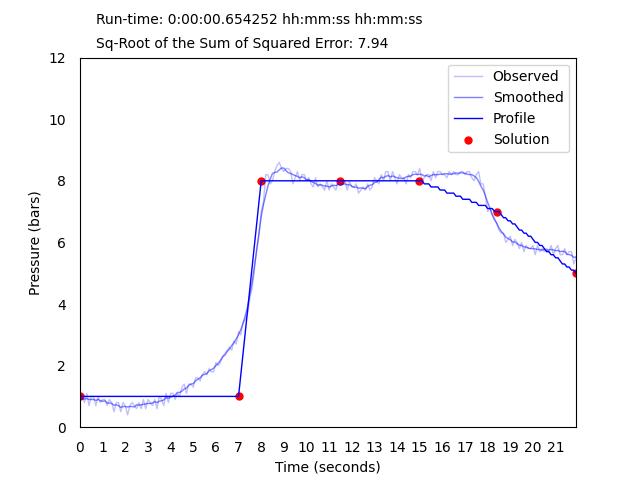 Run-time: 0:00:00.654252 hh:mm:ss hh:mm:ss
Sq-Root of the Sum of Squared Error: 7.94
12
10
8
6
4
2
0
Pressure (bars)
Observed
Smoothed
Profile
Solution
0 1 2 3 4 5 6 7 8 9 10 11 12 13 14 15 16 17 18 19 20 21
Time (seconds)